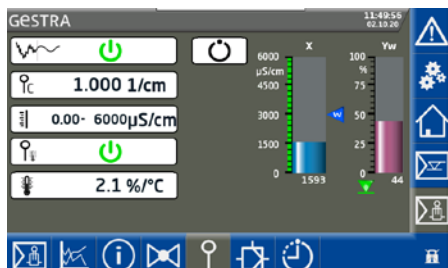 GESTRA
11:49:56
02.10.20
X
Yw
6000
µS/cm
4500
3000
1500
0
1593
W
100
%
75
50
25
0
44
C
1.000 1/cm
0.00- 6000µS/cm
2.1 %/°C